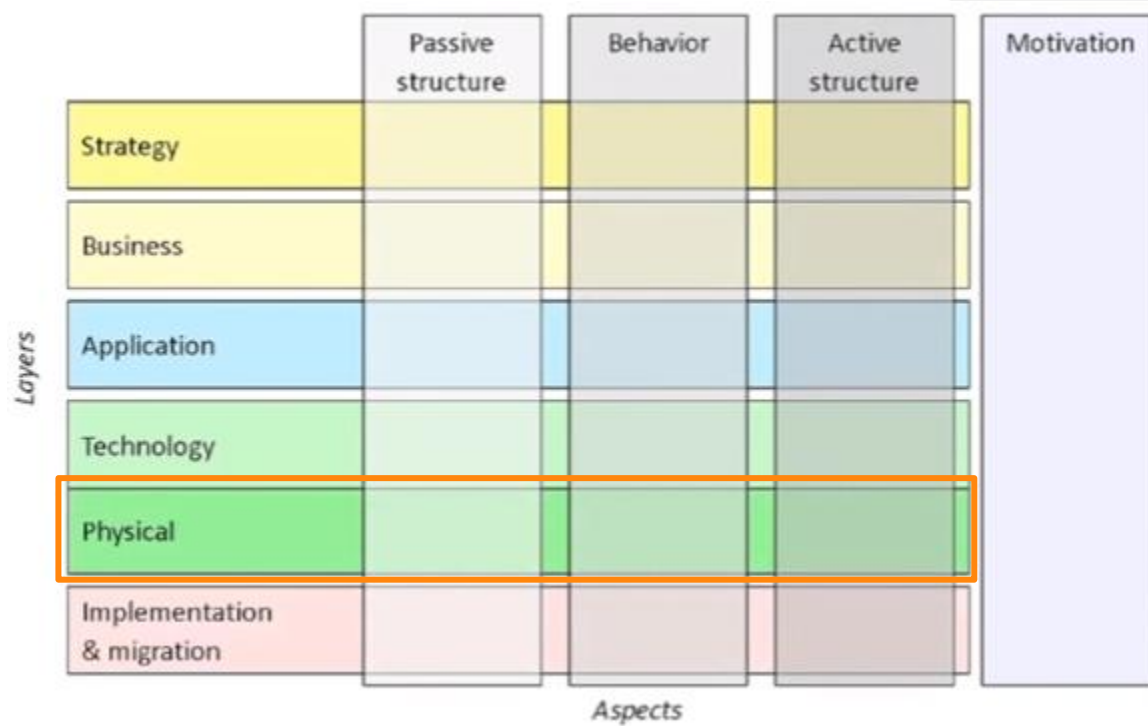 Passive
structure
Behavior
Active
structure
Motivation
Strategy
Business
Application
Technology
Physical
Implementation
& migration
Layers
Aspects